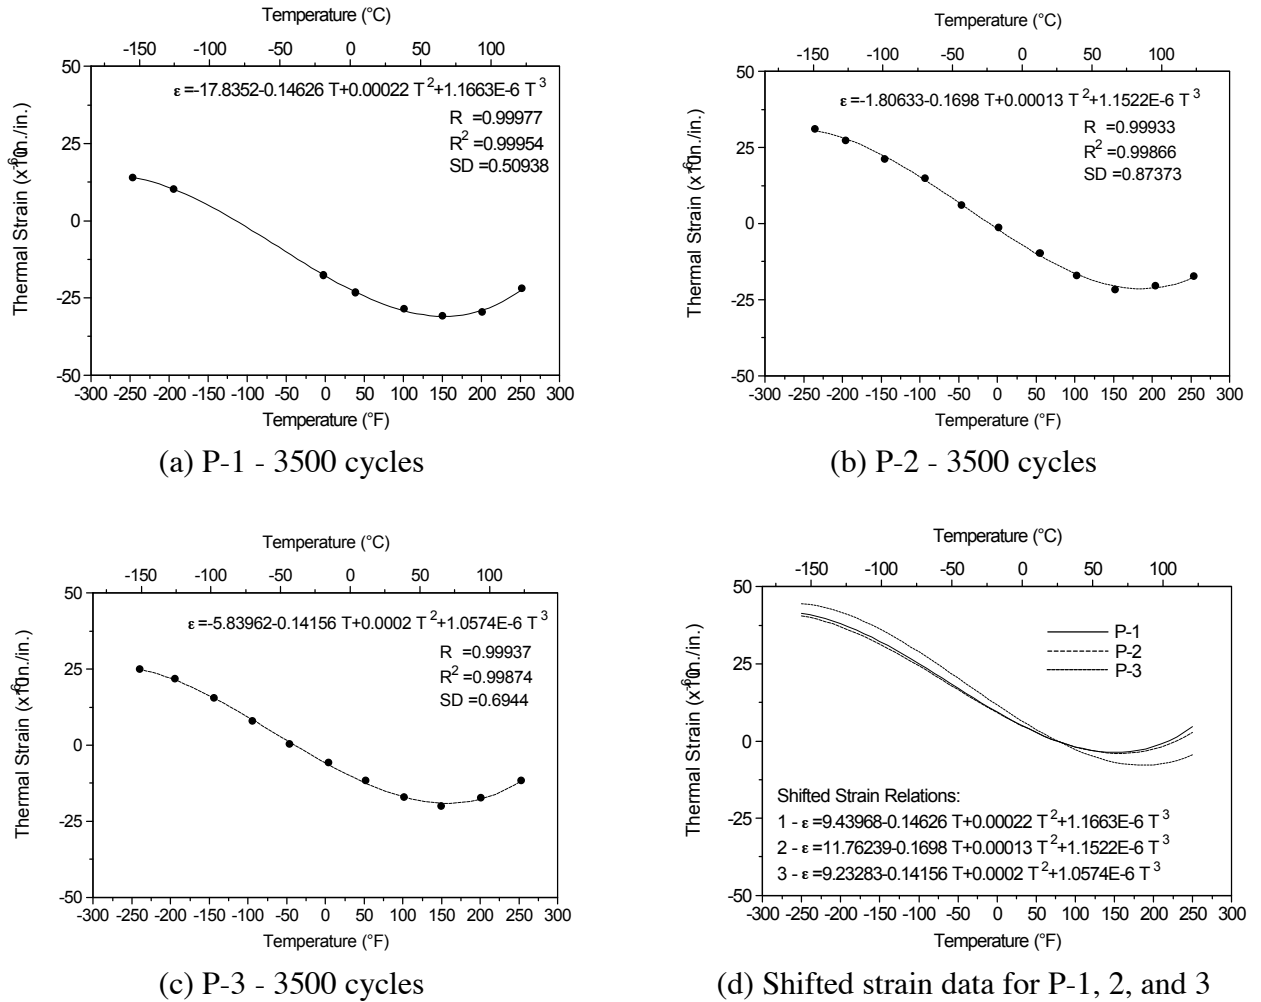 Temperature (°C)
-150 -100 -50 0 50 100
ε =-17.8352-0.14626 T+0.00022 T 2+1.1663E-6 T 3
R =0.99977
R2 =0.99954
SD =0.50938
50
25
0
-25
-50
Thermal Strain
-300 -250 -200 -150 -100 -50 0 50 100 150 200 250 300
Temperature (°F)
(a) P-1 - 3500 cycles
Temperature (°C)
-150 -100 -50 0 50 100
ε =-1.80633-0.1698 T+0.00013 T 2+1.1522E-6 T 3
R =0.99933
R2 =0.99866
SD =0.87373
50
25
0
-25
-50
Thermal Strain
-300 -250 -200 -150 -100 -50 0 50 100 150 200 250 300
Temperature (°F)
(b) P-2 - 3500 cycles
Temperature (°C)
-150 -100 -50 0 50 100
ε =-5.83962-0.14156 T+0.0002 T 2+1.0574E-6 T 3
R =0.99937
R2 =0.99874
SD =0.6944
50
25
0
-25
-50
Thermal Strain
-300 -250 -200 -150 -100 -50 0 50 100 150 200 250 300
Temperature (°F)
(c) P-3 - 3500 cycles
Temperature (°C)
-150 -100 -50 0 50 100
P-1
P-2
P-3
50
25
0
-25
-50
Thermal Strain
Shifted Strain Relations:
1 - ε =9.43968-0.14626 T+0.00022 T 2+1.1663E-6 T 3
2 - ε =11.76239-0.1698 T+0.00013 T 2+1.1522E-6 T 3
3 - ε =9.23283-0.14156 T+0.0002 T 2+1.0574E-6 T 3
-300 -250 -200 -150 -100 -50 0 50 100 150 200 250 300
Temperature (°F)
(d) Shifted strain data for P-1, 2, and 3